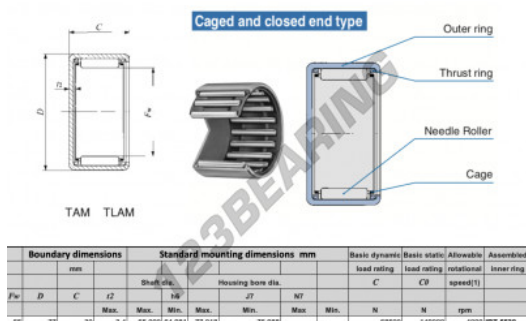 Caged and closed end type
C
t2
D
Fw
Outer ring
Thrust ring
Needle Roller
Cage
TAM TLAM
123BEARING
Boundary dimensions Standard mounting dimensions mm Basic dynamic Basic static Allowable Assembled
mm load rating load rating rotational inner ring
Shaft dia. Housing bore dia. C C0 speed(1)
Fw D C t2 h6 J7 N7
Max. Max. Min. Max. Min. Max. Min. N N rpm